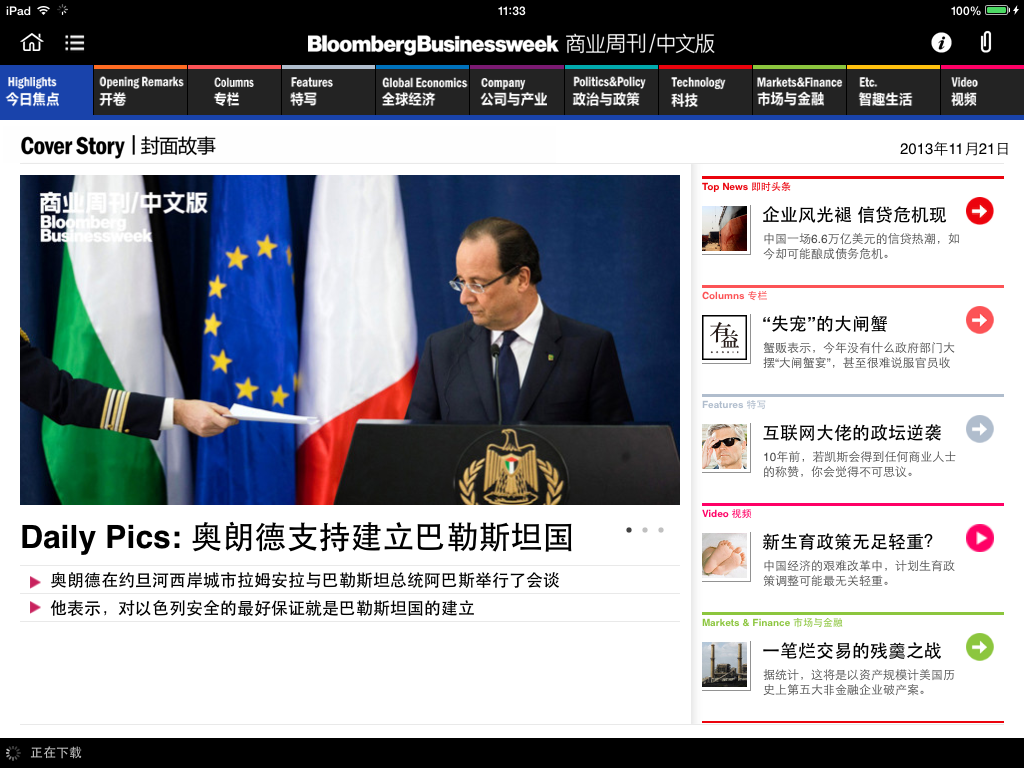 iPad
11:33
100%
BloombergBusinessweek 商业周刊/中文版
Highlights
今日焦点
Opening Remarks
开卷
Columns
专栏
Features
特写
Global Economics
全球经济
Company
公司与产业
Politics&Policy
政治与政策
Technology
科技
Markets&Finance
市场与金融
Etc.
智趣生活
Video
视频
Cover Story | 封面故事
2013年11月21日
商业周刊/中文版
Bloomberg
Businessweek
Daily Pics: 奥朗德支持建立巴勒斯坦国
奥朗德在约旦河西岸城市拉姆安拉与巴勒斯坦总统阿巴斯举行了会谈
他表示，对以色列安全的最好保证就是巴勒斯坦国的建立
Top News 即时头条
企业风光褪 信贷危机现
中国一场6.6万亿美元的信贷热潮，如
今却可能酿成债务危机。
Columns 专栏
有益
“失宠”的大闸蟹
蟹贩表示，今年没有什么政府部门大
摆“大闸蟹宴”，甚至很难说服官员收
Features 特写
互联网大佬的政坛逆袭
10年前，若凯斯会得到任何商业人士
的称赞，你会觉得不可思议。
Video 视频
新生育政策无足轻重?
中国经济的艰难改革中，计划生育政
策调整可能最无关轻重。
Markets & Finance 市场与金融
一笔烂交易的残羹之战
据统计，这将是以资产规模计美国历
史上第五大非金融企业破产案。
正在下载